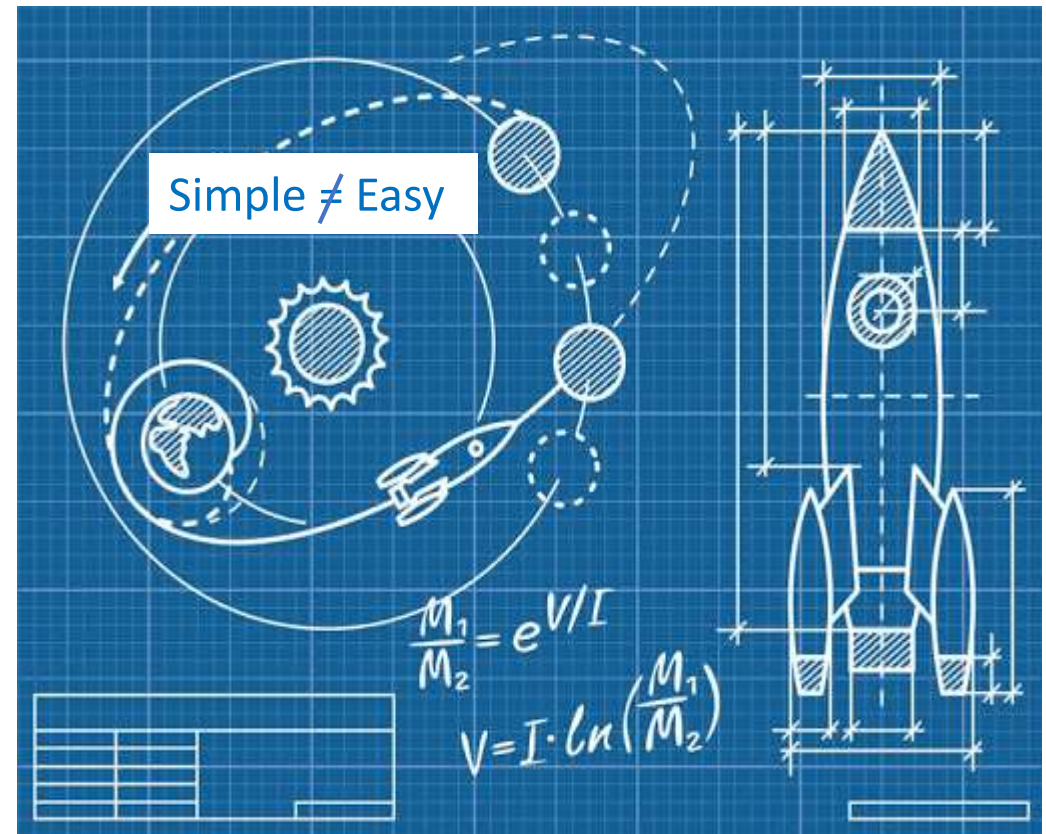 Simple ≠ Easy
M₁/M₂ = e^V/I
V = I · ln(M₁/M₂)